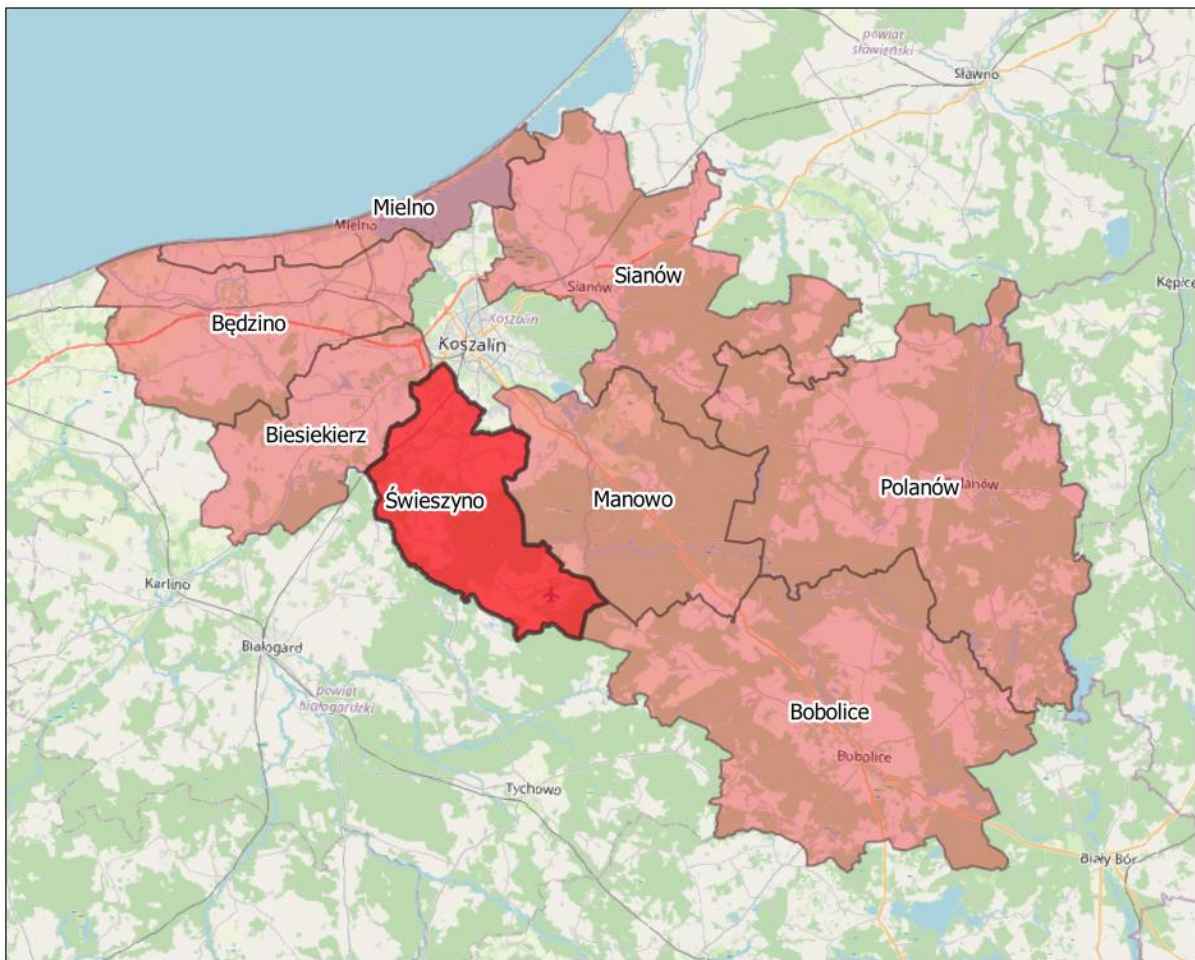 powiat
sławieński
Sławno
Mielno
Mielno
Kępice
Sianów
Sianów
Koszalin
Będzino
Koszalin
Biesiekierz
Świeszyno
Manowo
Polanów
Karlino
Białogard
powiat
białogardzki
Bobolice
Bobolice
Tychowo
Biały Bór